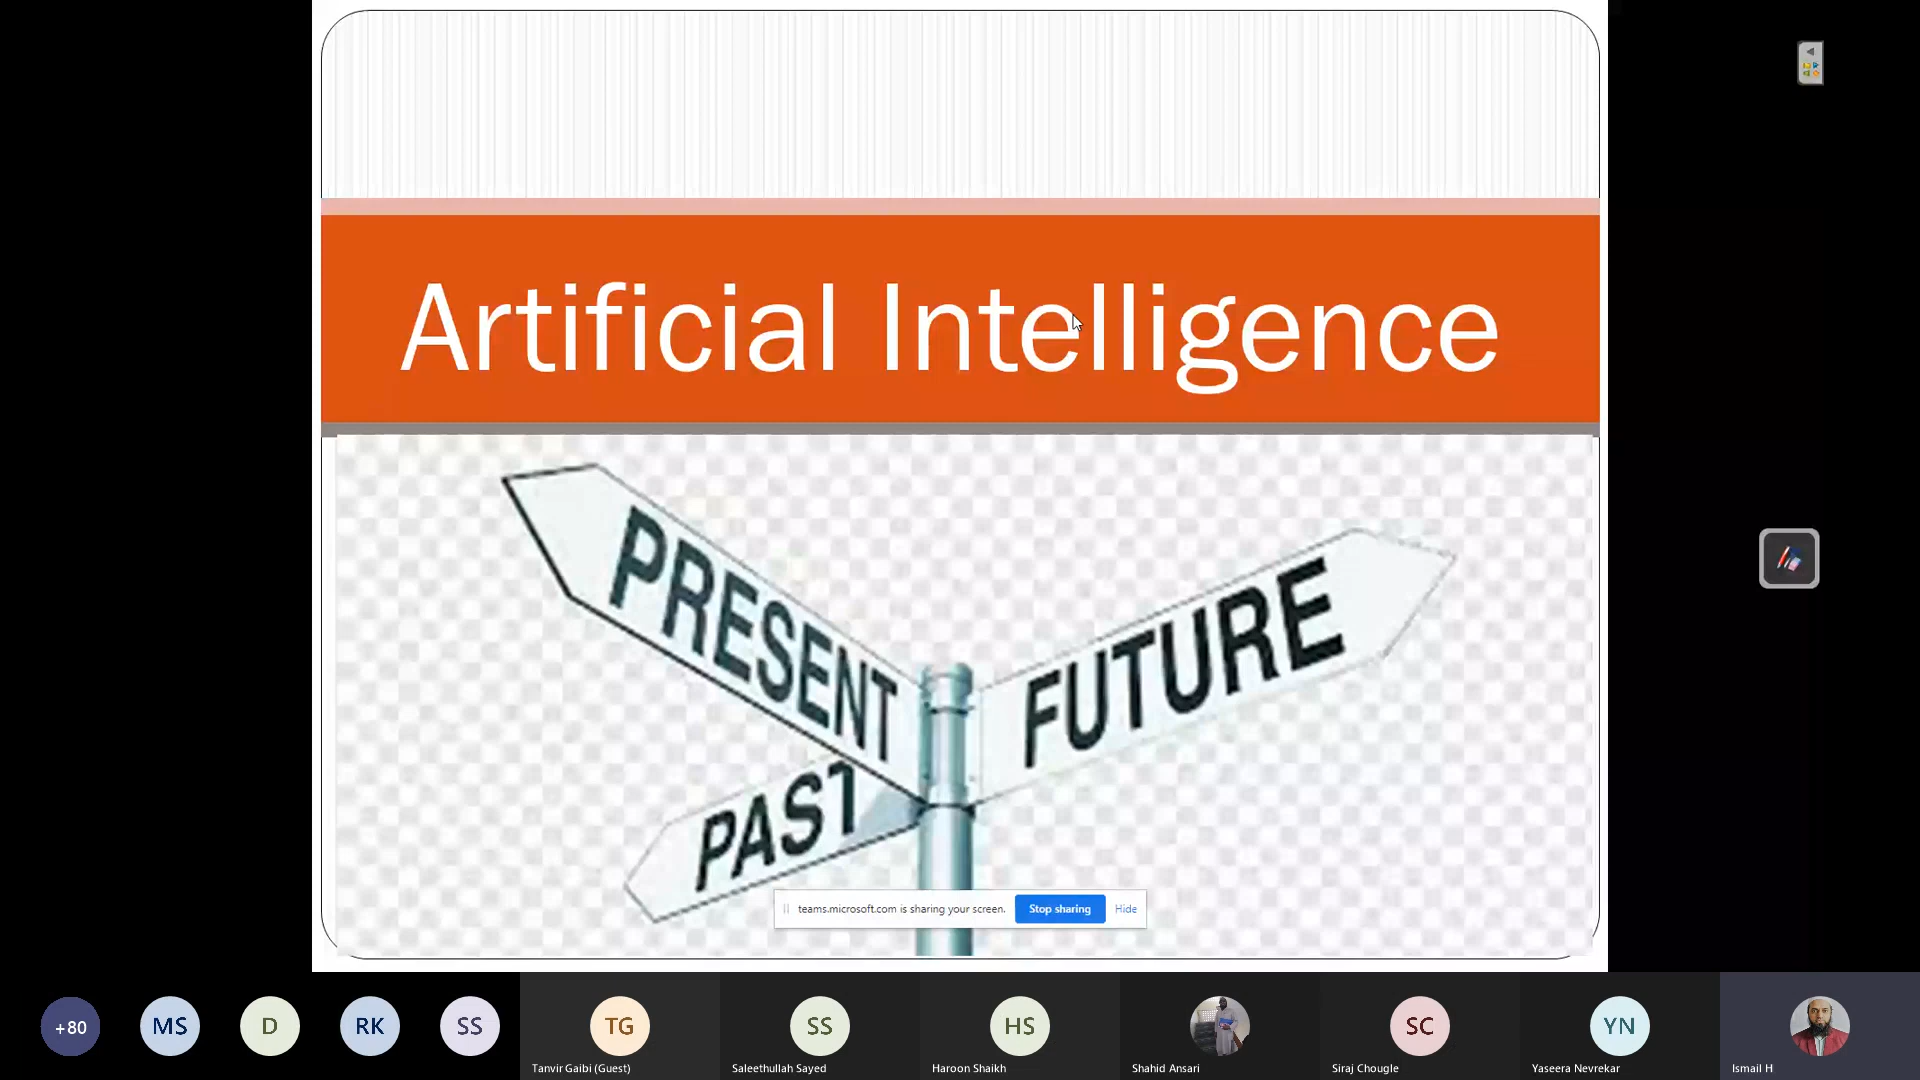 Artificial Intelligence
PRESENT
FUTURE
PAST
teams.microsoft.com is sharing your screen.
Stop sharing
Hide
+80
MS
D
RK
SS
TG
SS
HS
SC
YN
Tanvir Gaibi (Guest)
Saleethullah Sayed
Haroon Shaikh
Shahid Ansari
Siraj Chougle
Yaseera Nevrekar
Ismail H